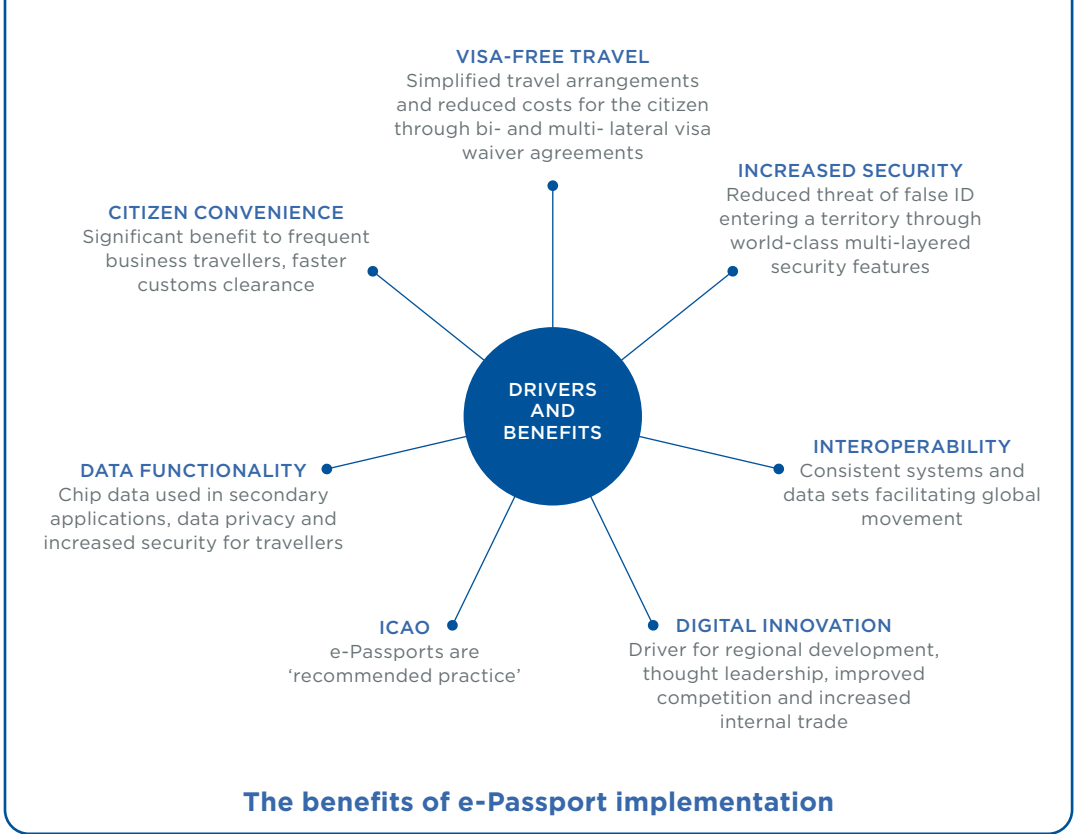 VISA-FREE TRAVEL
Simplified travel arrangements
and reduced costs for the citizen
through bi- and multi- lateral visa
waiver agreements
INCREASED SECURITY
Reduced threat of false ID
entering a territory through
world-class multi-layered
security features
CITIZEN CONVENIENCE
Significant benefit to frequent
business travellers, faster
customs clearance
DRIVERS
AND
BENEFITS
INTEROPERABILITY
Consistent systems and
data sets facilitating global
movement
DATA FUNCTIONALITY
Chip data used in secondary
applications, data privacy and
increased security for travellers
ICAO
e-Passports are
‘recommended practice’
DIGITAL INNOVATION
Driver for regional development,
thought leadership, improved
competition and increased
internal trade
The benefits of e-Passport implementation